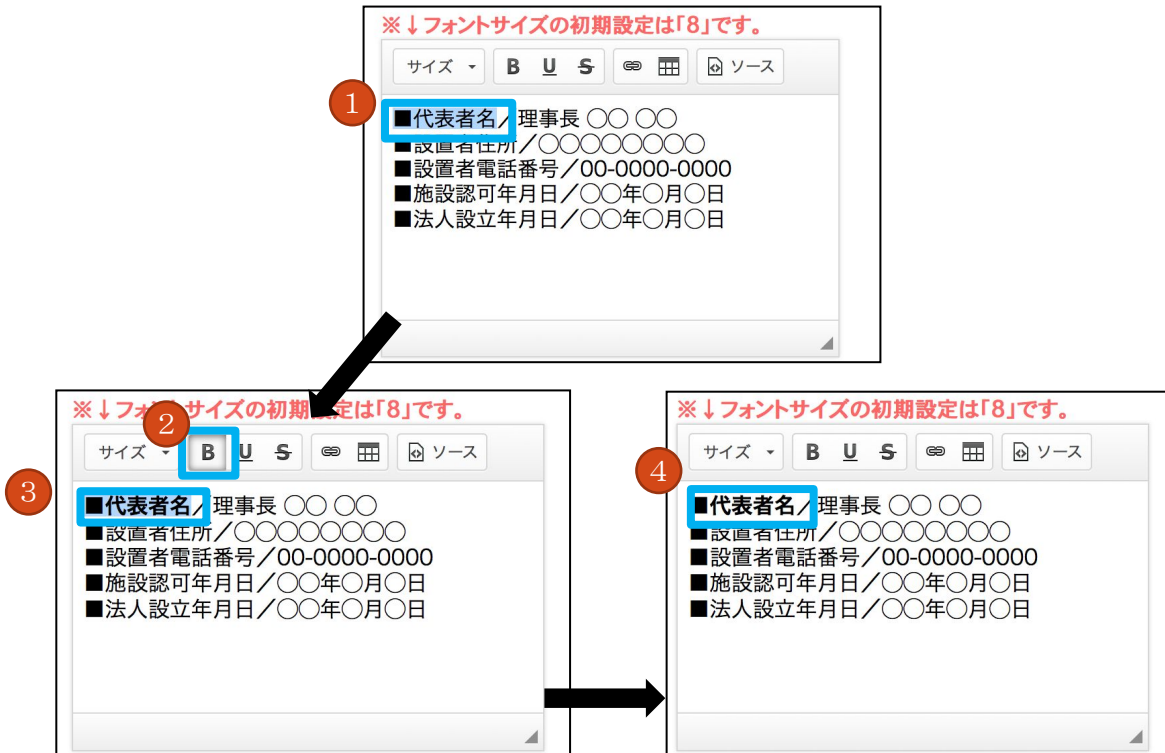 ※↓フォントサイズの初期設定は「8」です。
サイズ B U S ソース
1
■代表者名／理事長 ○○ ○○
■設置者住所／○○○○○○○○
■設置者電話番号／00-0000-0000
■施設認可年月日／○○年○月○日
■法人設立年月日／○○年○月○日
※↓フォントサイズの初期設定は「8」です。
2
サイズ B U S ソース
3
■代表者名／理事長 ○○ ○○
■設置者住所／○○○○○○○○
■設置者電話番号／00-0000-0000
■施設認可年月日／○○年○月○日
■法人設立年月日／○○年○月○日
※↓フォントサイズの初期設定は「8」です。
サイズ B U S ソース
4
■代表者名／理事長 ○○ ○○
■設置者住所／○○○○○○○○
■設置者電話番号／00-0000-0000
■施設認可年月日／○○年○月○日
■法人設立年月日／○○年○月○日